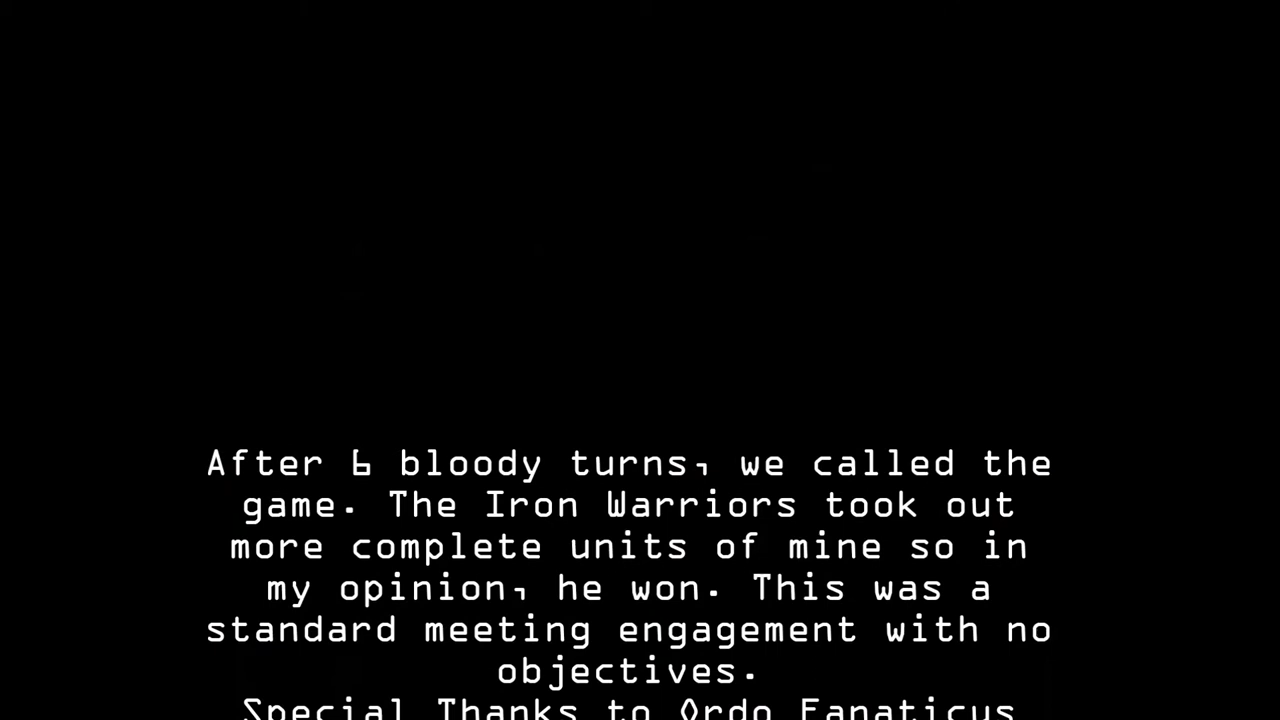 After 6 bloody turns, we called the
game. The Iron Warriors took out
more complete units of mine so in
my opinion, he won. This was a
standard meeting engagement with no
objectives.
Special Thanks to Ordo Fanaticus